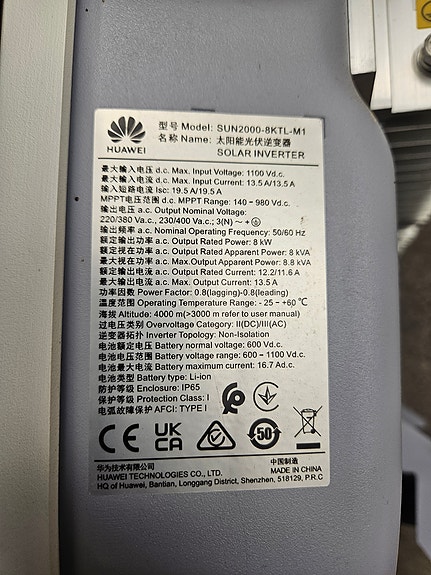 HUAWEI
型号 Model: SUN2000-8KTL-M1
名称 Name: 太阳能光伏逆变器
SOLAR INVERTER
最大输入电压 d.c. Max. Input Voltage: 1100 Vd.c.
最大输入电流 d.c. Max. Input Current: 13.5 A/13.5 A
输入短路电流 Isc: 19.5 A/19.5 A
MPPT电压范围 d.c. MPPT Range: 140 - 980 Vd.c.
输出电压 a.c. Output Nominal Voltage:
220/380 Va.c., 230/400 Va.c.; 3(N) ~ +
输出频率 a.c. Nominal Operating Frequency: 50/60 Hz
额定输出功率 a.c. Output Rated Power: 8 kW
额定视在功率 a.c. Output Rated Apparent Power: 8 kVA
最大视在功率 a.c. Max.Output Apparent Power: 8.8 kVA
额定输出电流 a.c. Output Rated Current: 12.2/11.6 A
最大输出电流 a.c. Output Max. Current: 13.5 A
功率因数 Power Factor: 0.8(lagging)-0.8(leading)
温度范围 Operating Temperature Range: - 25 - +60 ℃
海拔 Altitude: 4000 m(>3000 m refer to user manual)
过电压类别 Overvoltage Category: II(DC)/III(AC)
逆变器拓扑 Inverter Topology: Non-Isolation
电池额定电压 Battery normal voltage: 600 Vd.c.
电池电压范围 Battery voltage range: 600 - 1100 Vd.c.
电池最大电流 Battery maximum current: 16.7 Ad.c.
电池类型 Battery type: Li-ion
防护等级 Enclosure: IP65
保护等级 Protection Class: I
电弧故障保护 AFCI: TYPE I
CE UK CA 50
华为技术有限公司 中国制造
HUAWEI TECHNOLOGIES CO., LTD. MADE IN CHINA
HQ of Huawei, Bantian, Longgang District, Shenzhen, 518129, P.R.C